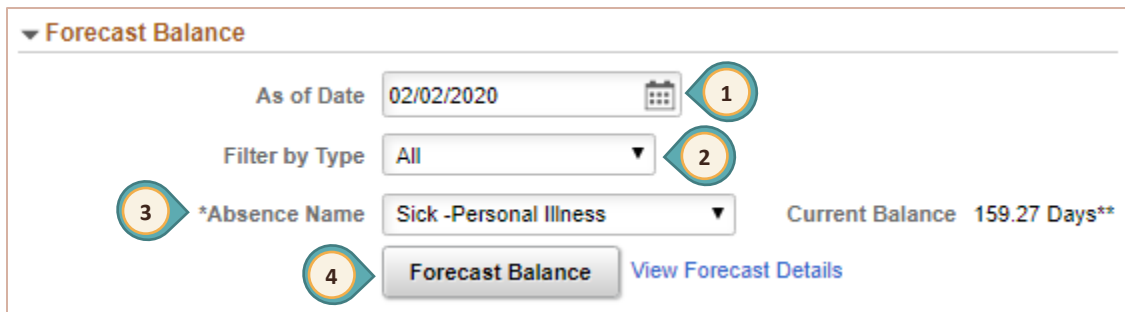 Forecast Balance
As of Date 02/02/2020 1
Filter by Type All 2
3 *Absence Name Sick -Personal Illness Current Balance 159.27 Days**
4 Forecast Balance View Forecast Details